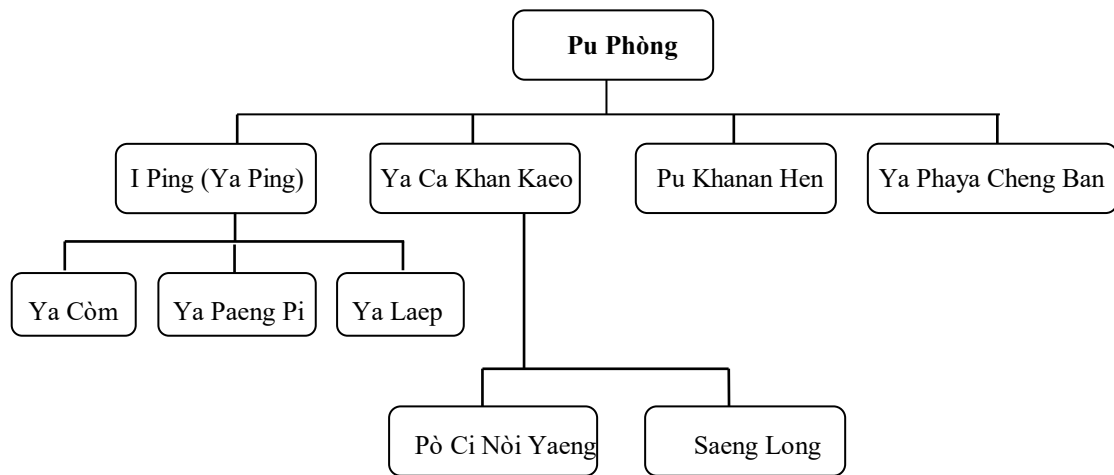 Pu Phòng
I Ping (Ya Ping)
Ya Ca Khan Kaeo
Pu Khanan Hen
Ya Phaya Cheng Ban
Ya Còm
Ya Paeng Pi
Ya Laep
Pò Ci Nòi Yaeng
Saeng Long